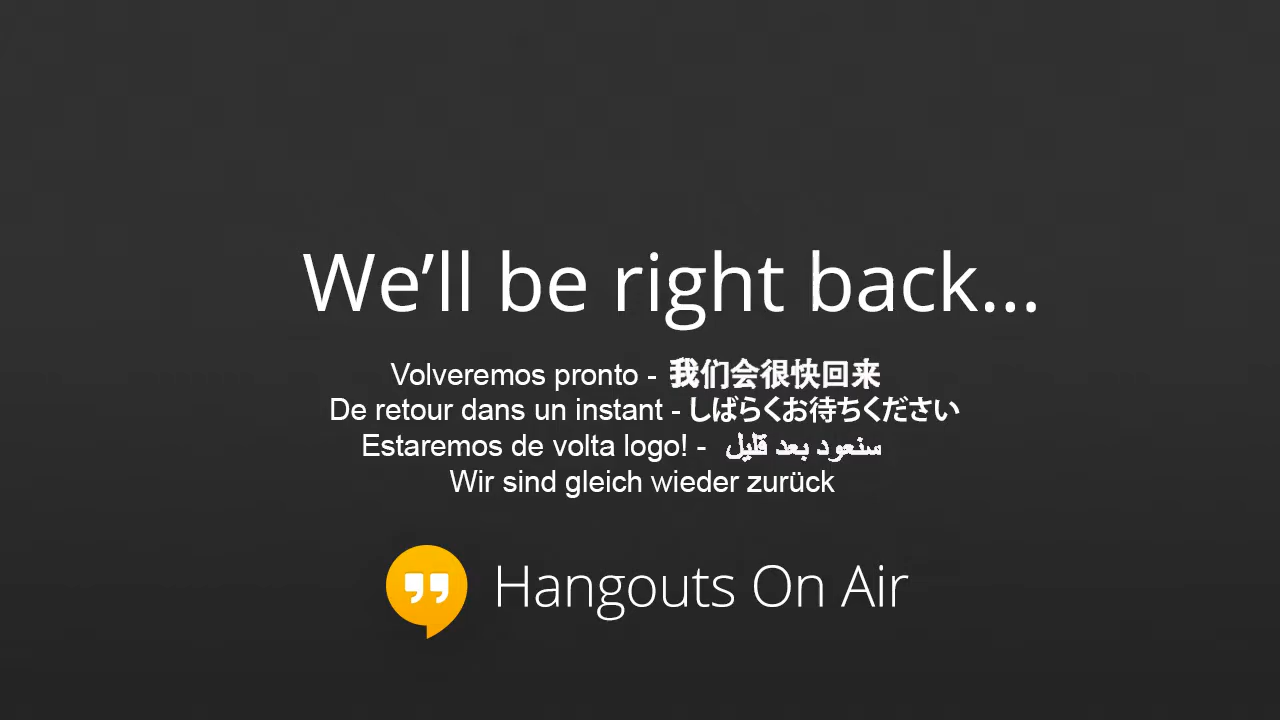 We’ll be right back...
Volveremos pronto - 我们会很快回来
De retour dans un instant - しばらくお待ちください
Estaremos de volta logo! - سنعود بعد قليل
Wir sind gleich wieder zurück
Hangouts On Air